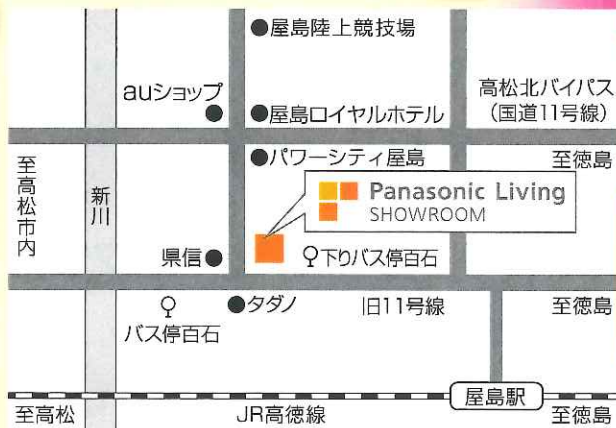 ●屋島陸上競技場
auショップ
●屋島ロイヤルホテル
高松北バイパス
（国道11号線）
●パワーシティ屋島
至徳島
至高松市内
新川
Panasonic Living
SHOWROOM
県信●
下りバス停百石
バス停百石
●タダノ
旧11号線
至徳島
屋島駅
至高松
JR高徳線
至徳島